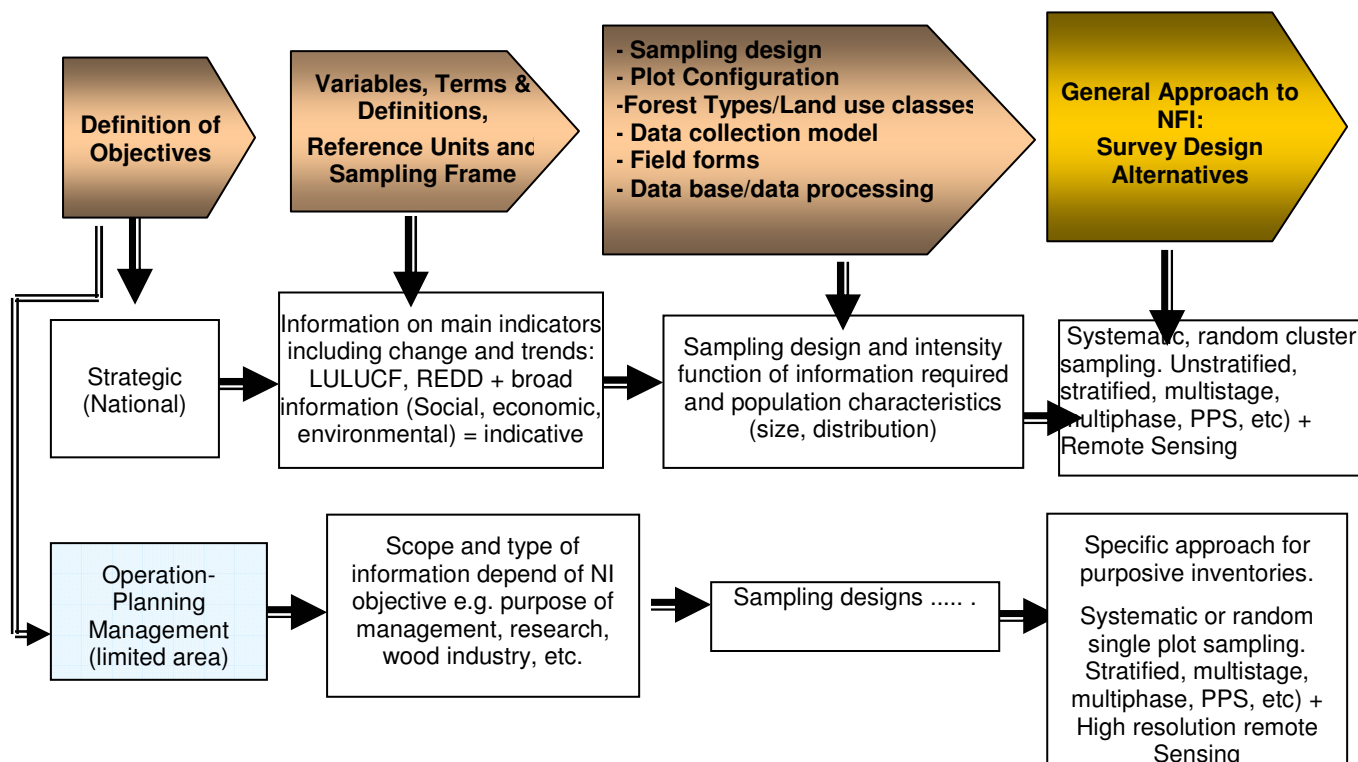 Definition of
Objectives
Variables, Terms &
Definitions,
Reference Units and
Sampling Frame
- Sampling design
- Plot Configuration
-Forest Types/Land use classes
- Data collection model
- Field forms
- Data base/data processing
General Approach to
NFI:
Survey Design
Alternatives
Strategic
(National)
Information on main indicators
including change and trends:
LULUCF, REDD + broad
information (Social, economic,
environmental) = indicative
Sampling design and intensity
function of information required
and population characteristics
(size, distribution)
Systematic, random cluster
sampling. Unstratified,
stratified, multistage,
multiphase, PPS, etc) +
Remote Sensing
Operation-
Planning
Management
(limited area)
Scope and type of
information depend of NI
objective e.g. purpose of
management, research,
wood industry, etc.
Sampling designs ..... .
Specific approach for
purposive inventories.
Systematic or random
single plot sampling.
Stratified, multistage,
multiphase, PPS, etc) +
High resolution remote
Sensing